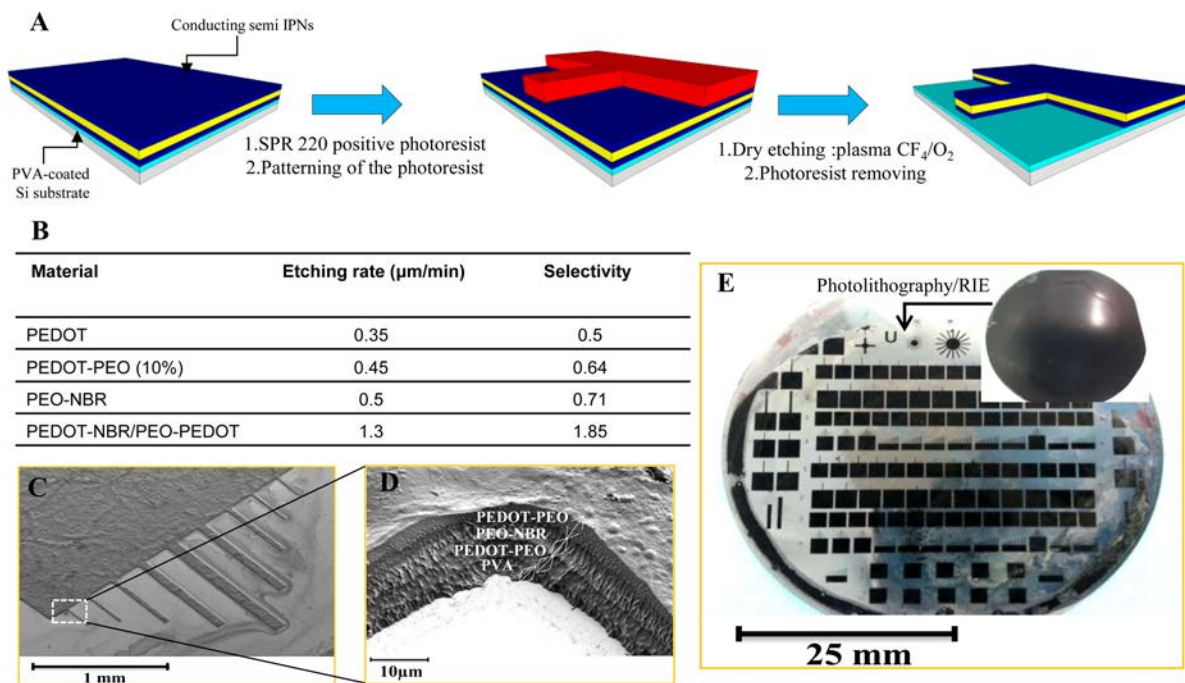 A
Conducting semi IPNs
PVA-coated
Si substrate
1.SPR 220 positive photoresist
2.Patterning of the photoresist
1.Dry etching :plasma CF₄/O₂
2.Photoresist removing
B
Material Etching rate (µm/min) Selectivity
PEDOT 0.35 0.5
PEDOT-PEO (10%) 0.45 0.64
PEO-NBR 0.5 0.71
PEDOT-NBR/PEO-PEDOT 1.3 1.85
C
1 mm
D
PEDOT-PEO
PEO-NBR
PEDOT-PEO
PVA
10µm
E
Photolithography/RIE
U
25 mm